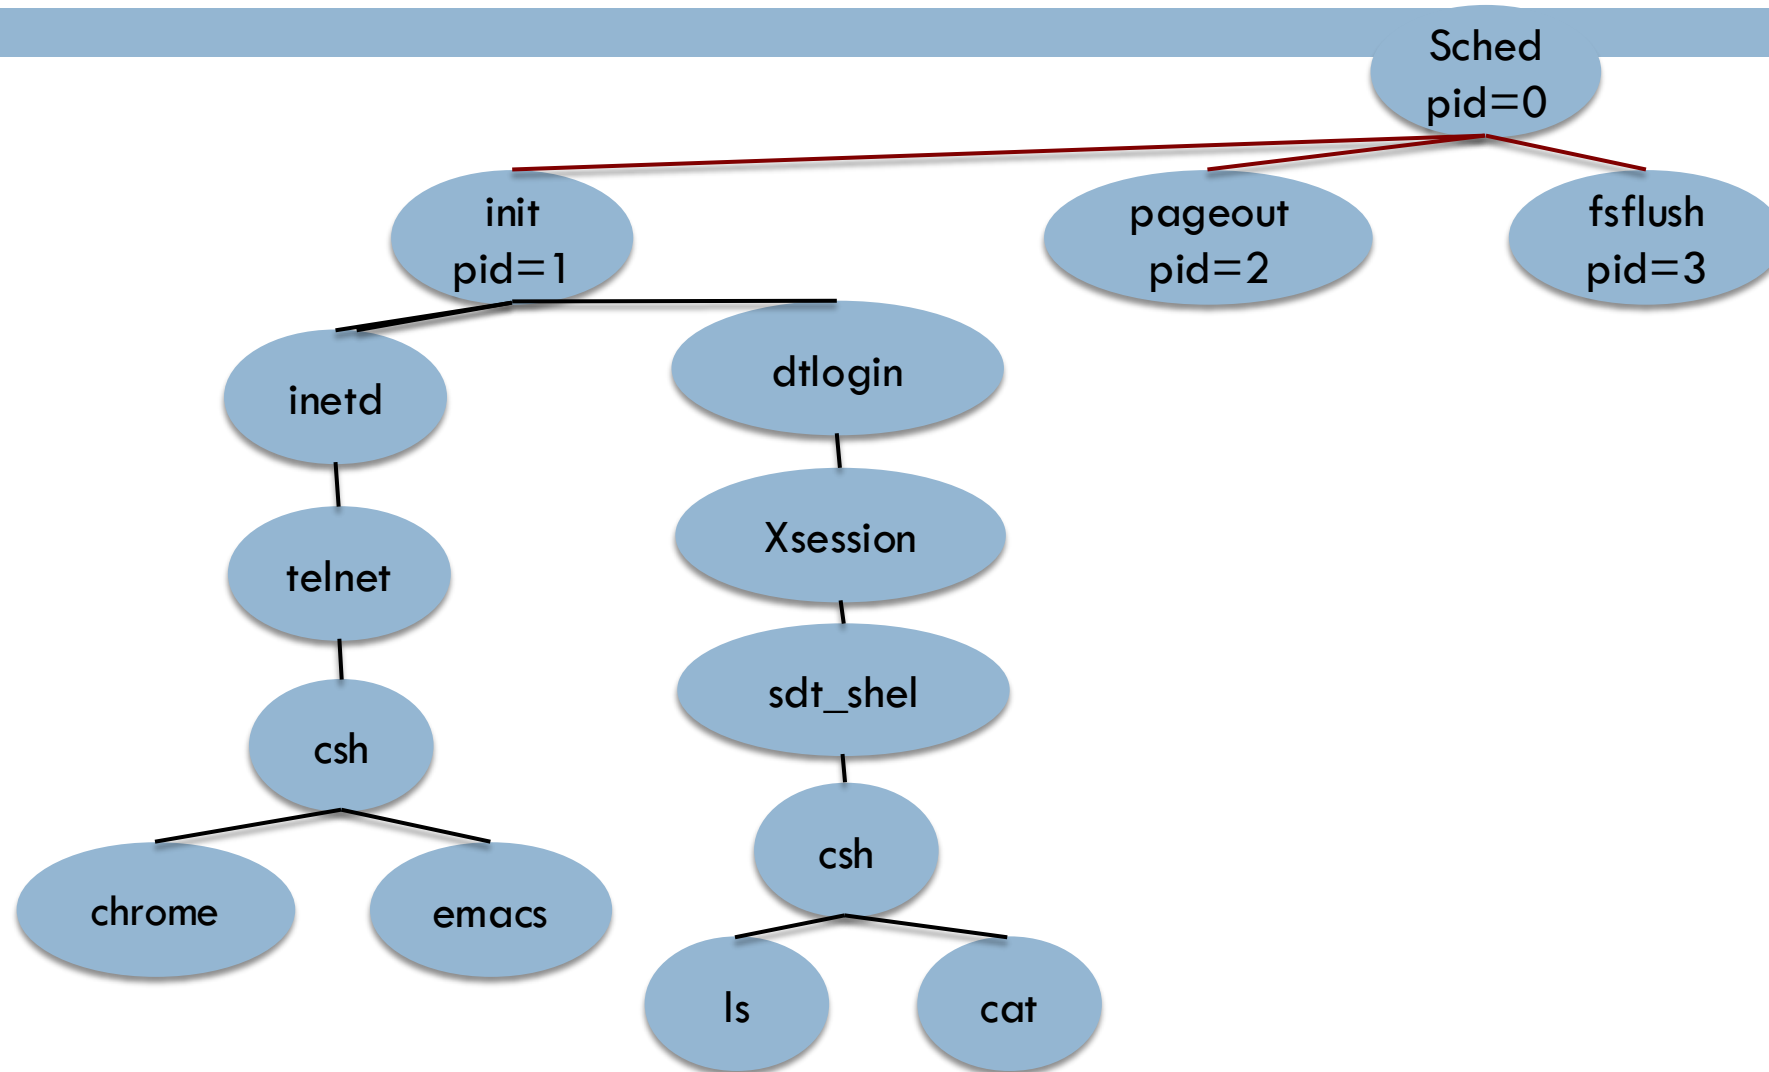 Sched
pid=0
init
pid=1
pageout
pid=2
fsflush
pid=3
inetd
dtlogin
telnet
Xsession
csh
sdt_shel
chrome
emacs
csh
ls
cat